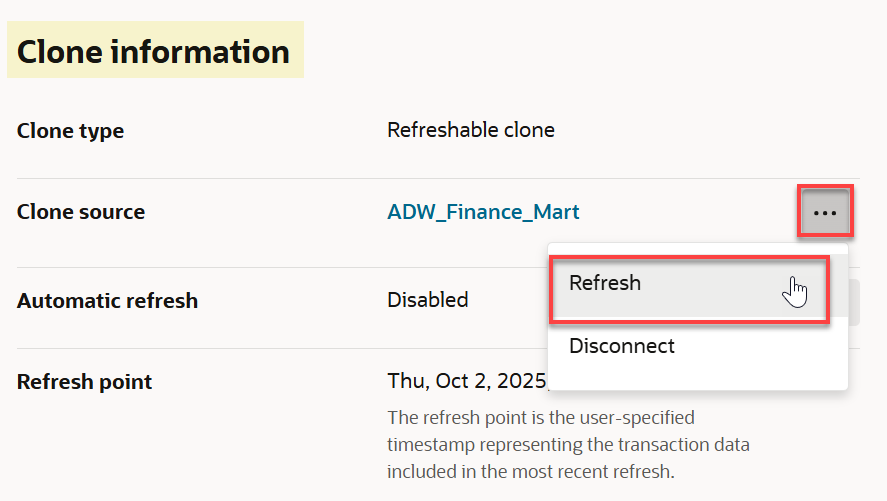 Clone information
Clone type
Refreshable clone
Clone source
ADW_Finance_Mart
...
Refresh
Disconnect
Automatic refresh
Disabled
Refresh point
Thu, Oct 2, 2025,
The refresh point is the user-specified
timestamp representing the transaction data
included in the most recent refresh.